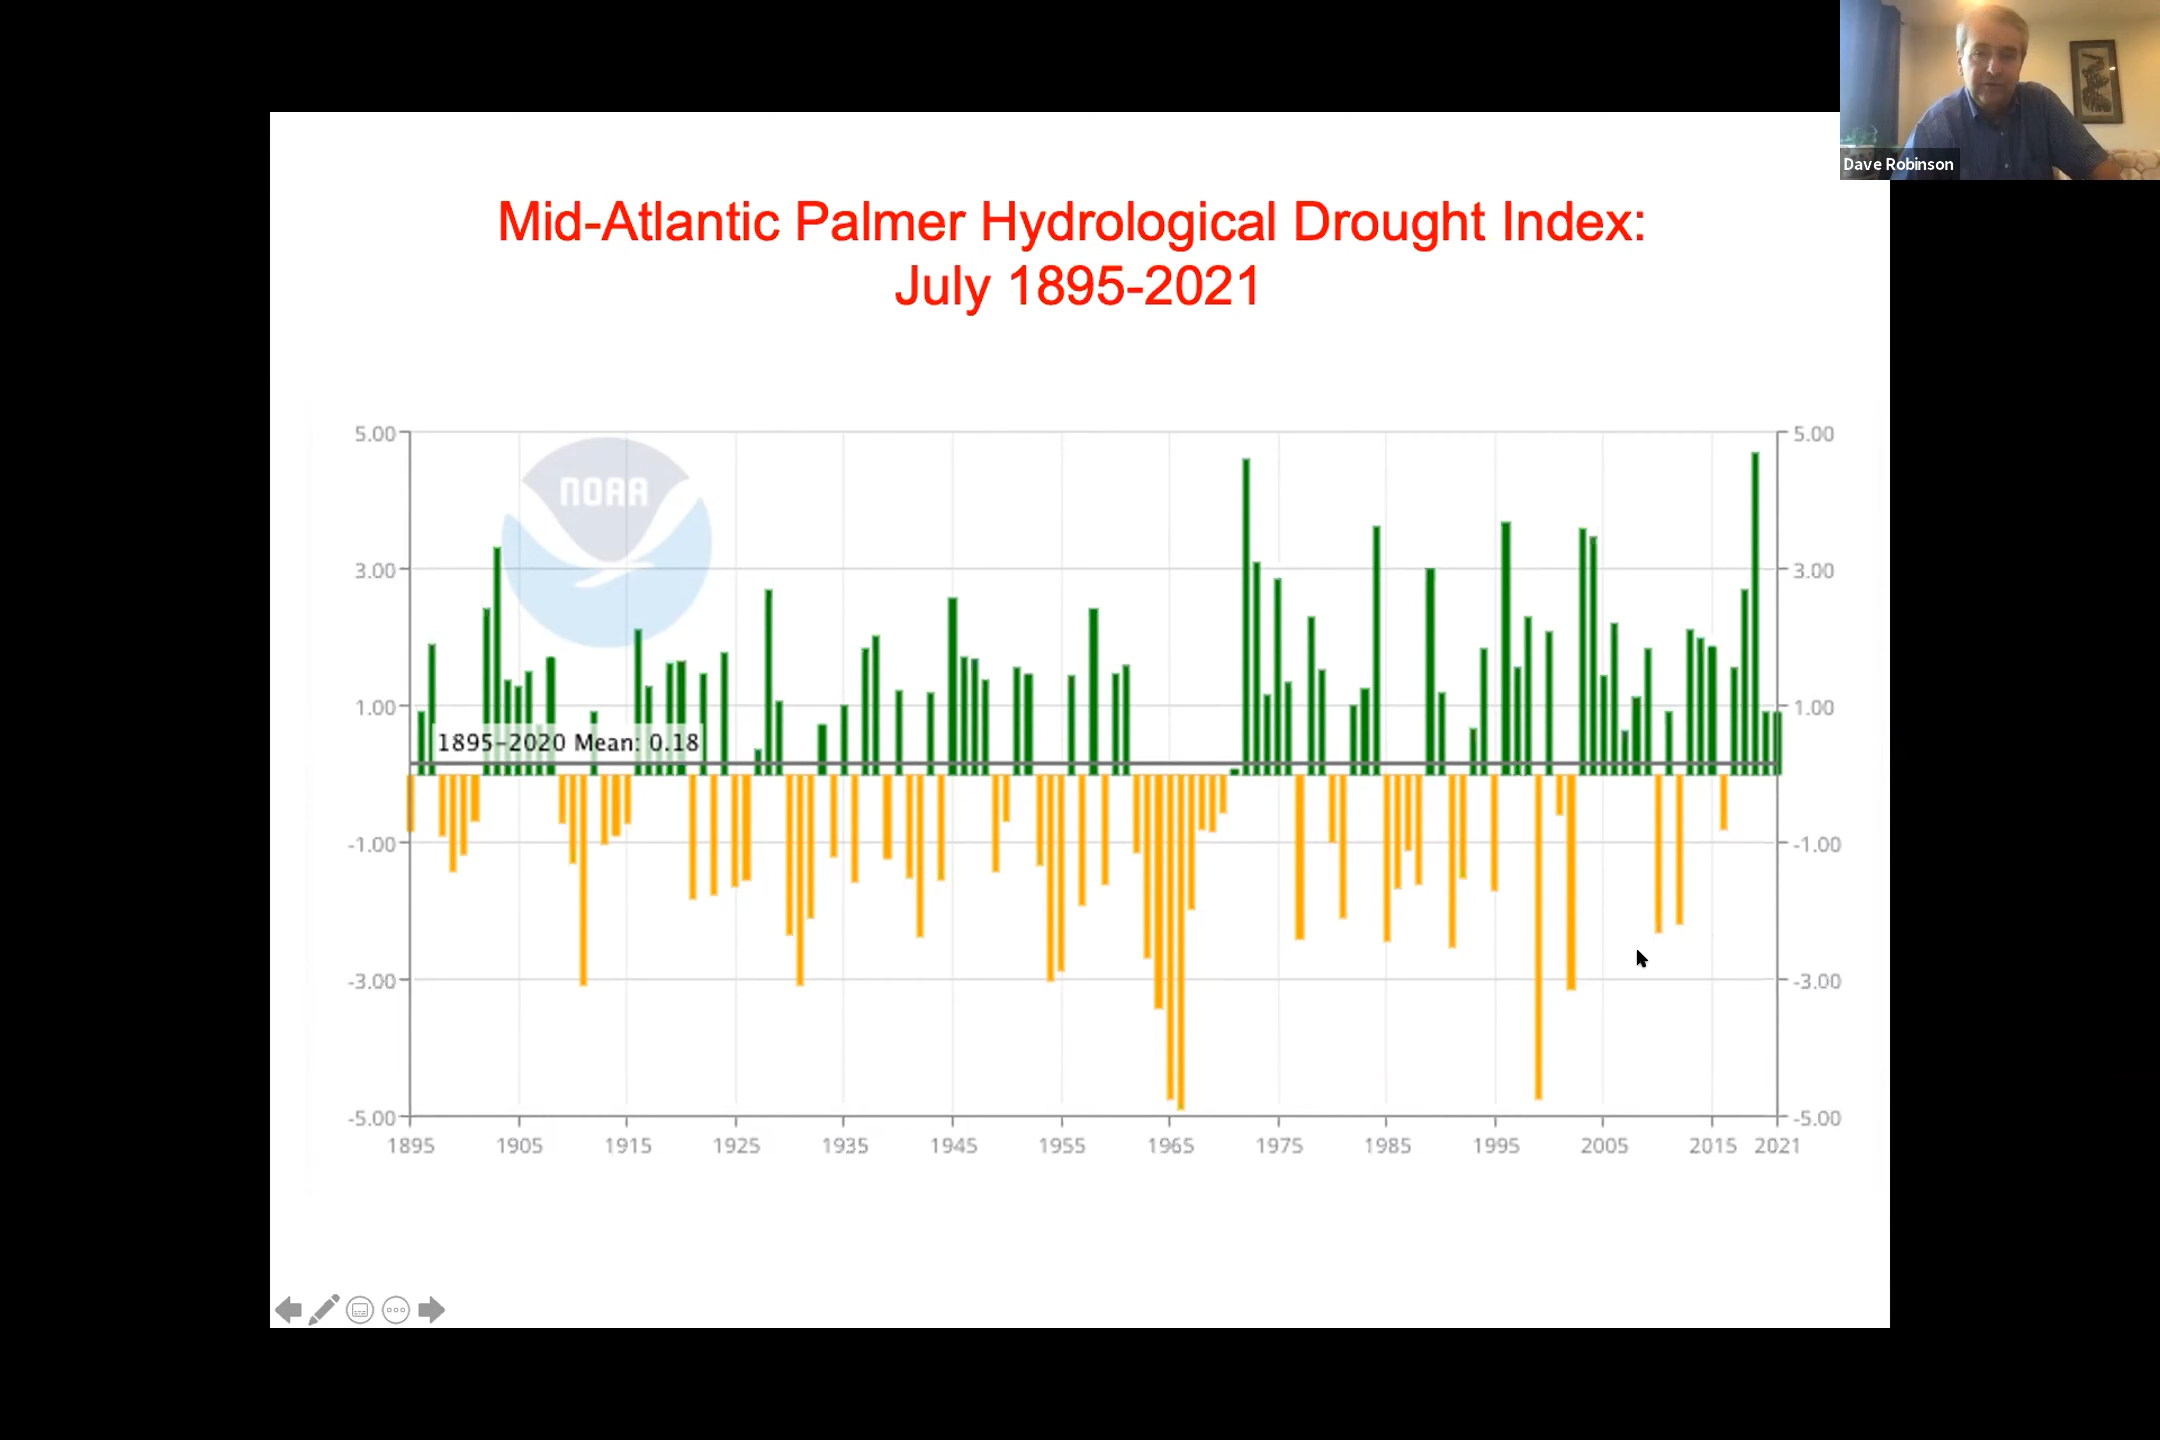 Dave Robinson
Mid-Atlantic Palmer Hydrological Drought Index:
July 1895-2021
NOAA
5.00
5.00
3.00
3.00
1.00
1.00
1895-2020 Mean: 0.18
-1.00
-1.00
-3.00
-3.00
-5.00
-5.00
1895 1905 1915 1925 1935 1945 1955 1965 1975 1985 1995 2005 2015 2021